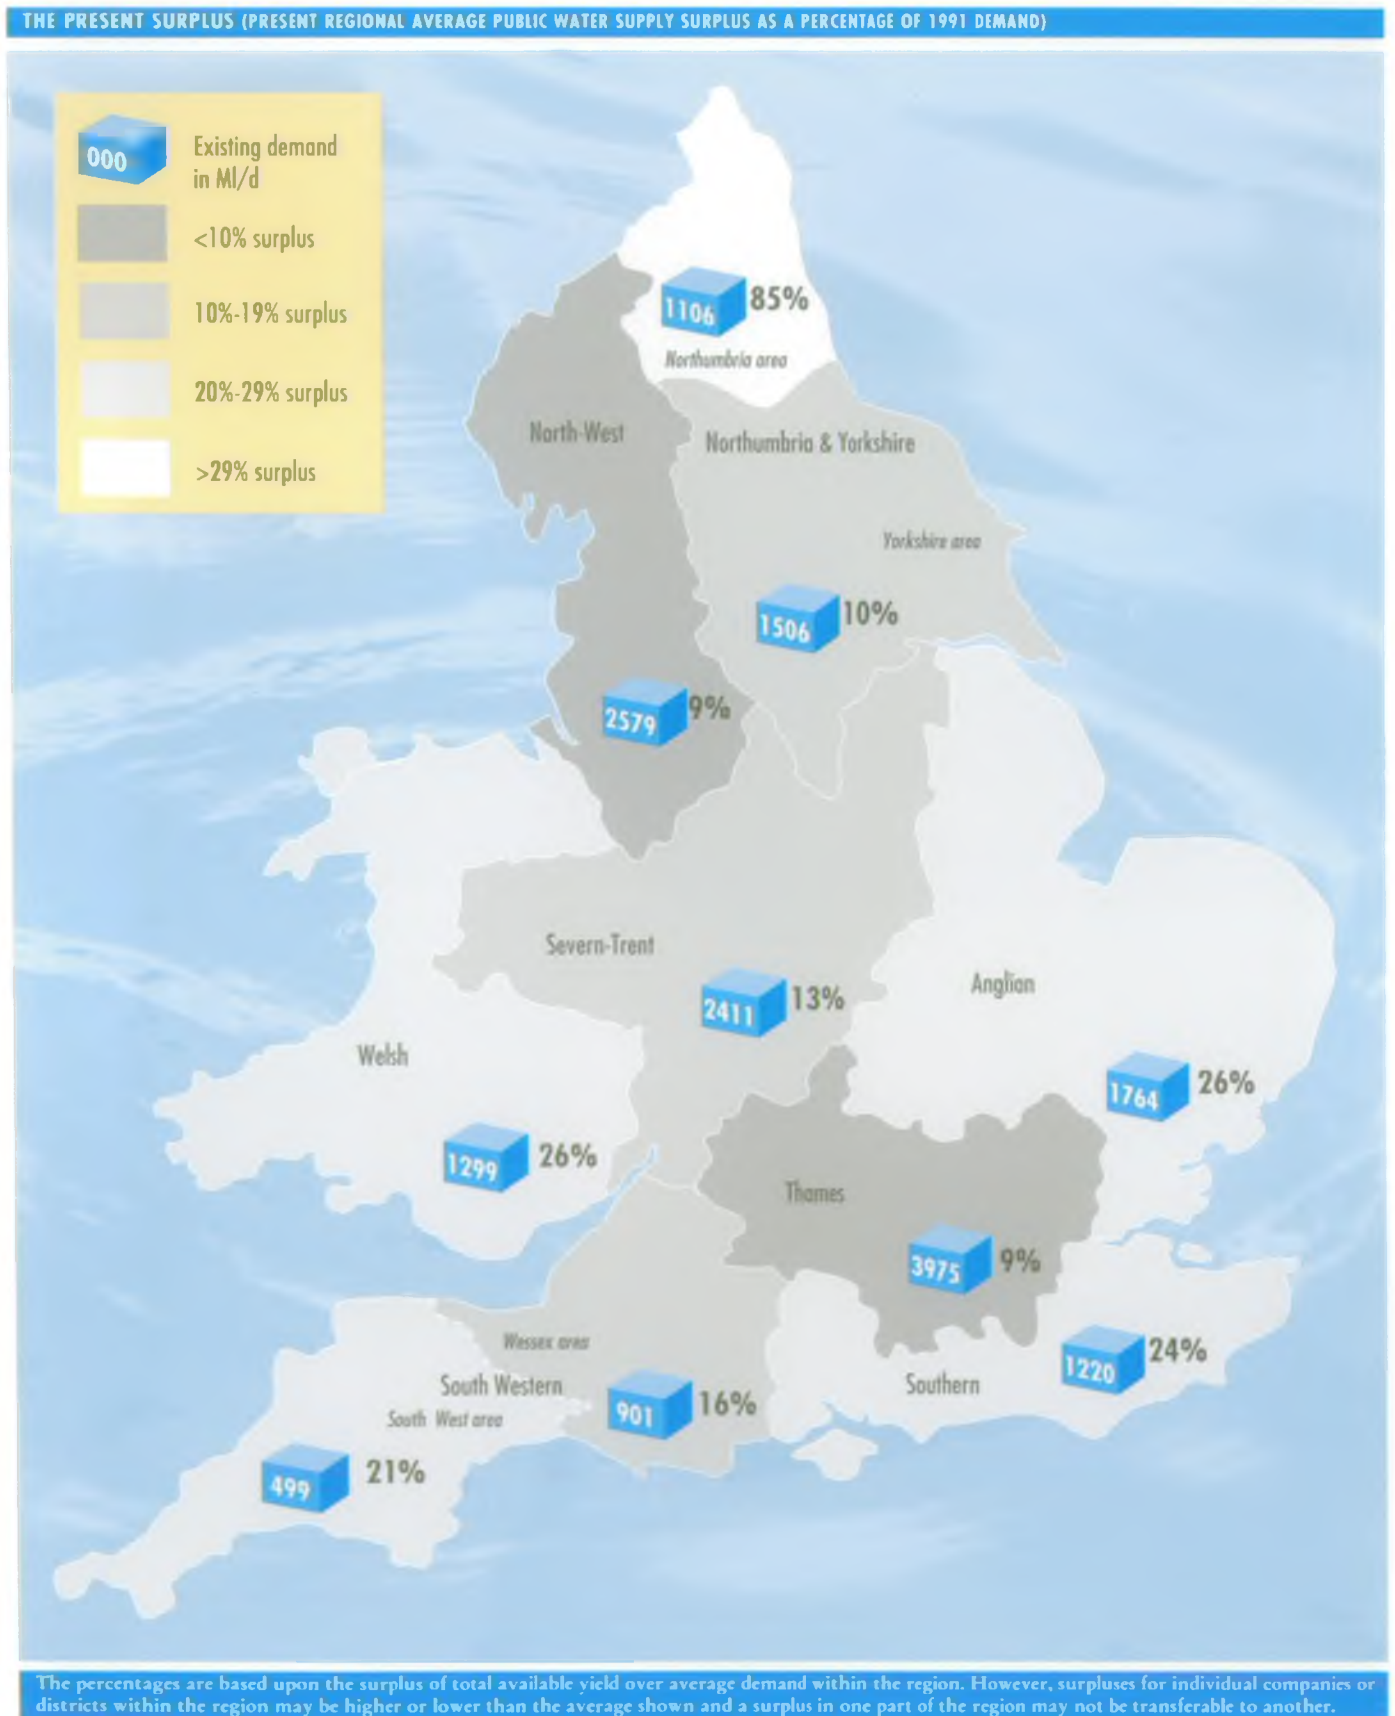 THE PRESENT SURPLUS (PRESENT REGIONAL AVERAGE PUBLIC WATER SUPPLY SURPLUS AS A PERCENTAGE OF 1991 DEMAND)
000
Existing demand
in Ml/d
<10% surplus
10%-19% surplus
20%-29% surplus
>29% surplus
1106 85%
Northumbria area
North-West
Northumbria & Yorkshire
Yorkshire area
1506 10%
2579 9%
Severn-Trent
Anglian
2411 13%
Welsh
1764 26%
1299 26%
Thames
3975 9%
Wessex area
1220 24%
South Western
Southern
901 16%
South West area
499 21%
The percentages are based upon the surplus of total available yield over average demand within the region. However, surpluses for individual companies or
districts within the region may be higher or lower than the average shown and a surplus in one part of the region may not be transferable to another.